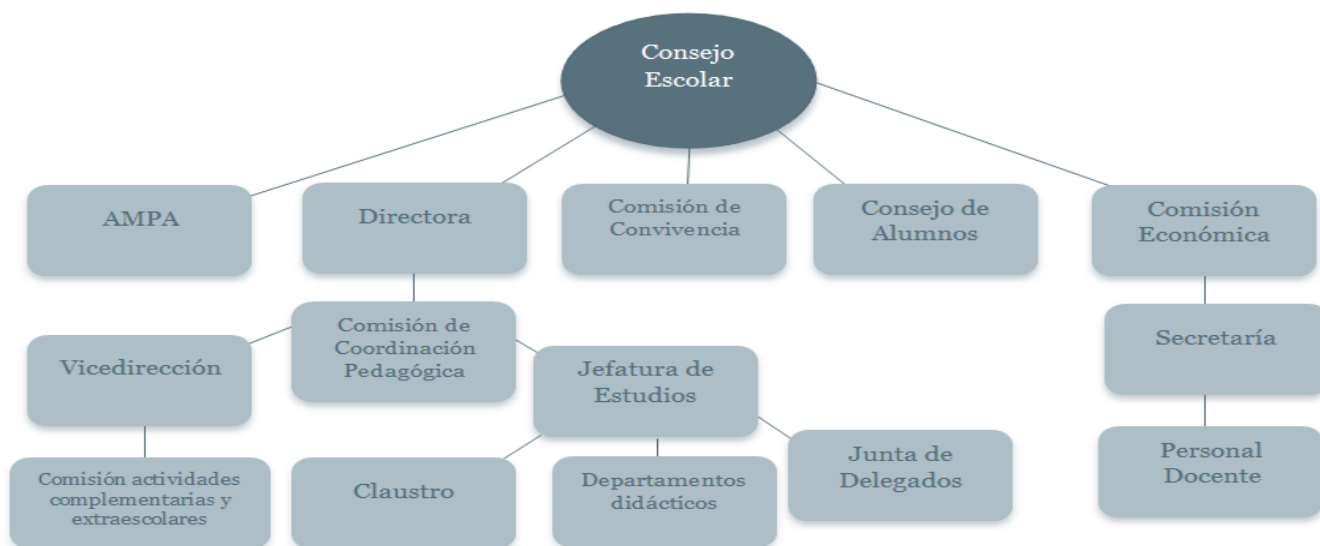 Consejo
Escolar
AMPA
Directora
Comisión de
Convivencia
Consejo de
Alumnos
Comisión
Económica
Vicedirección
Comisión de
Coordinación
Pedagógica
Jefatura de
Estudios
Secretaría
Comisión actividades
complementarias y
extraescolares
Claustro
Departamentos
didácticos
Junta de
Delegados
Personal
Docente